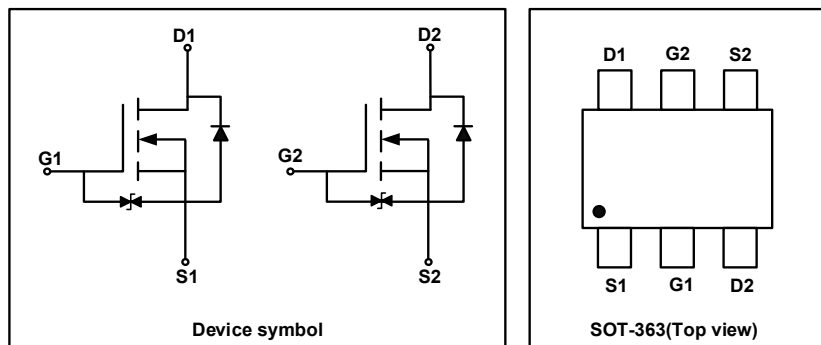 D1 D2
G1 G2
S1 S2
Device symbol
D1 G2 S2
S1 G1 D2
SOT-363(Top view)